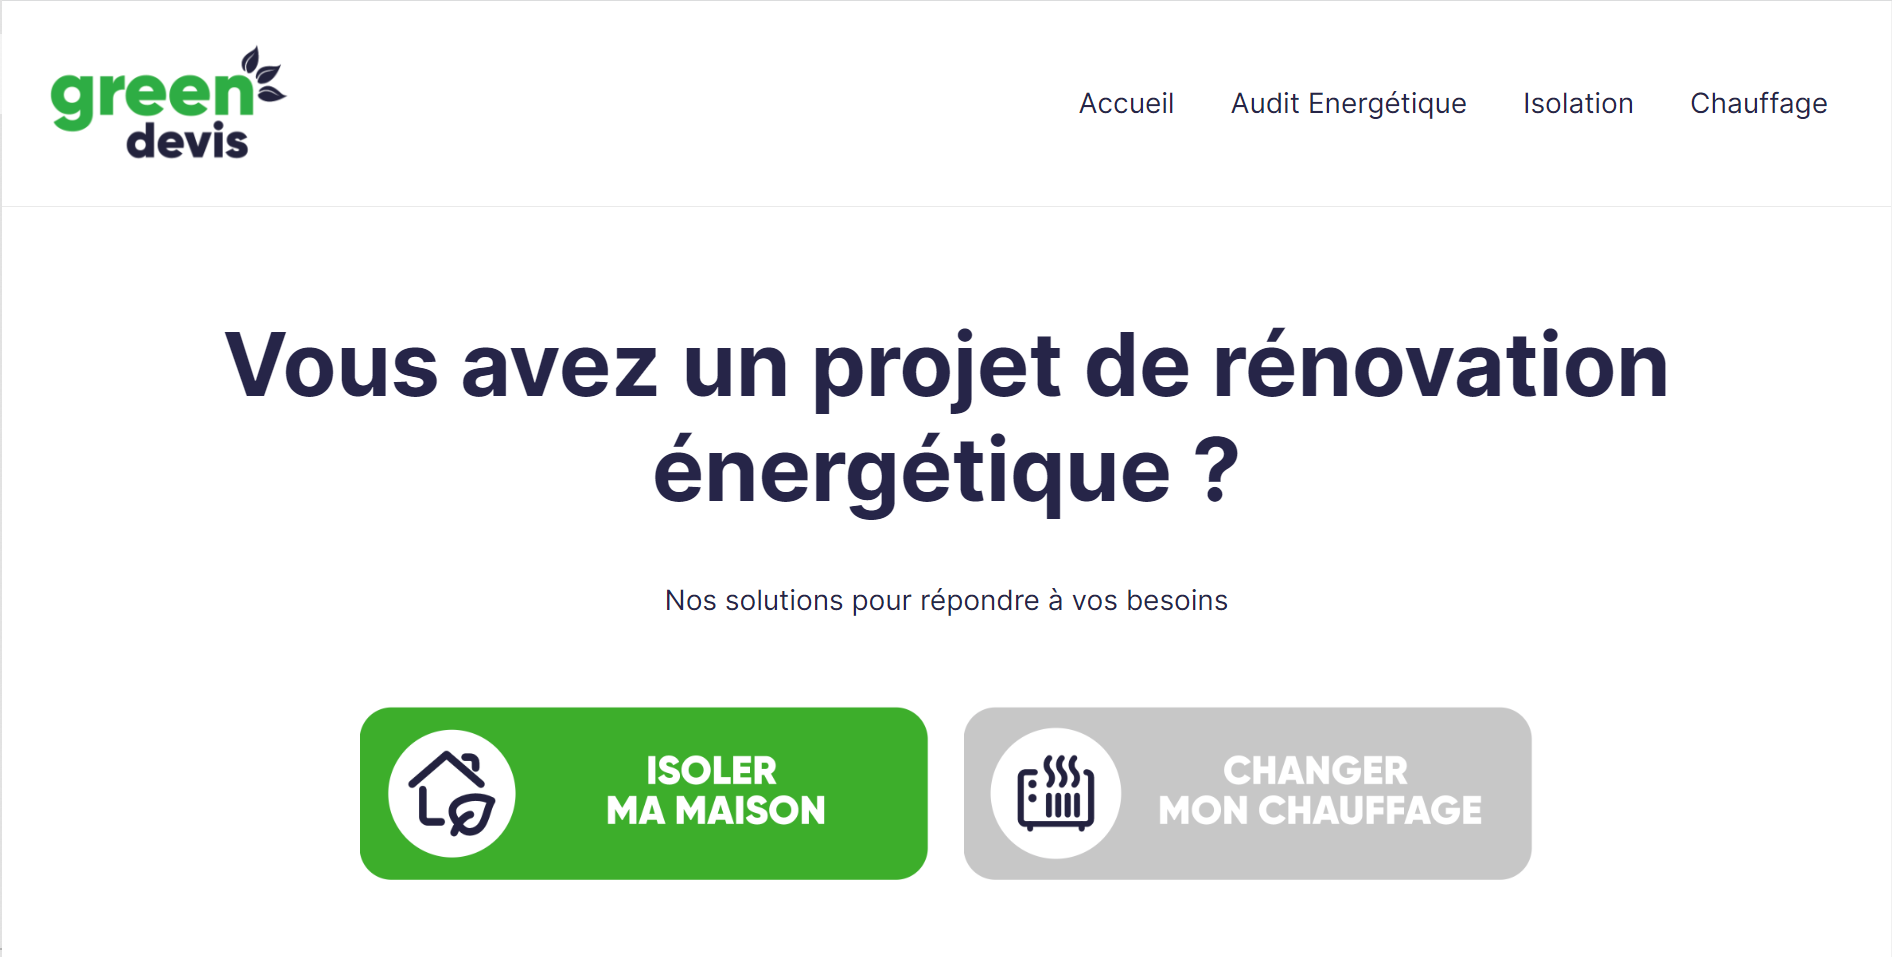 green
devis
Accueil
Audit Energétique
Isolation
Chauffage
Vous avez un projet de rénovation
énergétique ?
Nos solutions pour répondre à vos besoins
ISOLER
MA MAISON
CHANGER
MON CHAUFFAGE